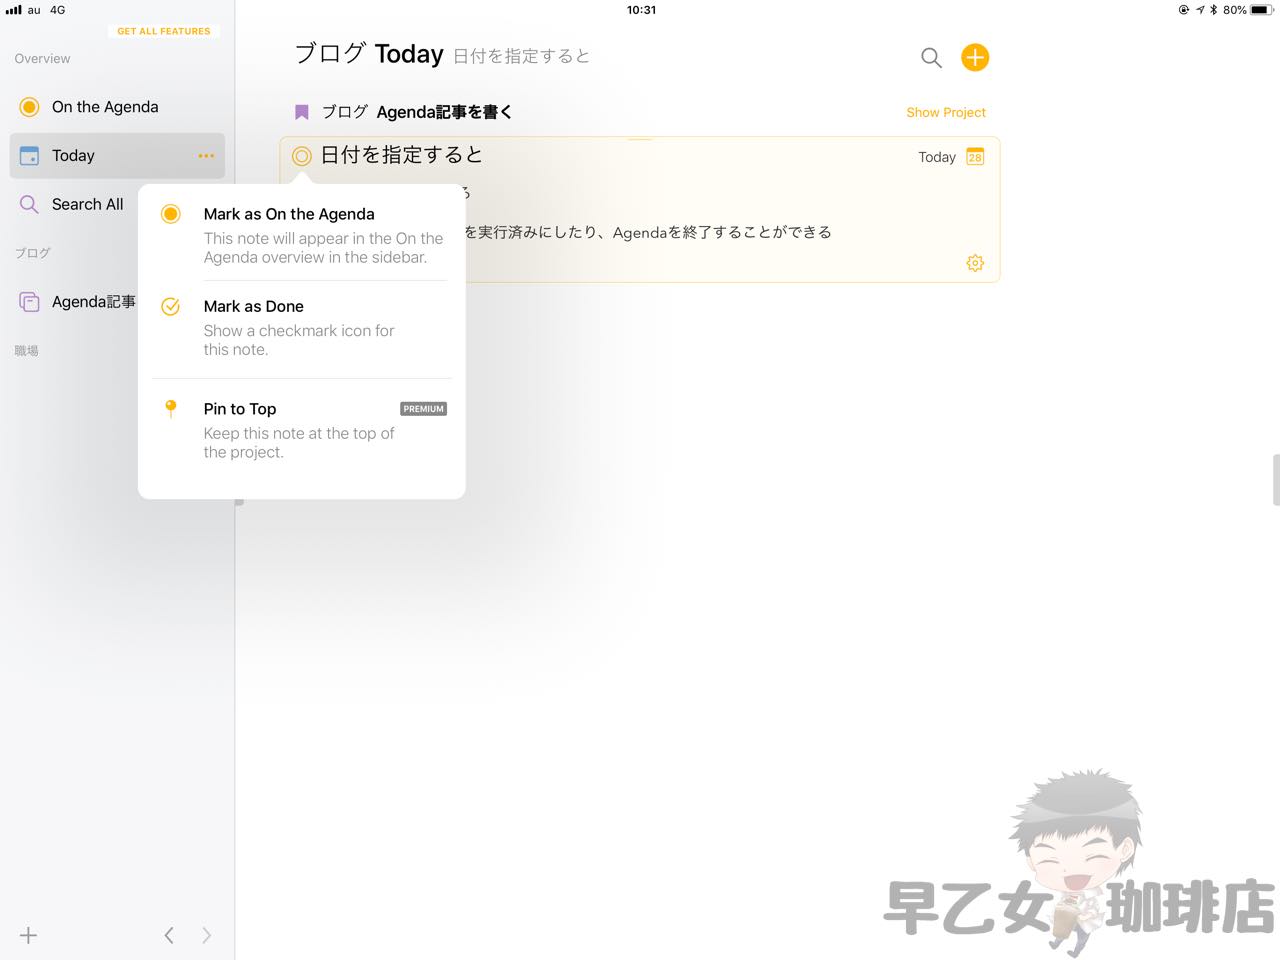 au 4G
10:31
80%
GET ALL FEATURES
Overview
On the Agenda
Today
Search All
ブログ
Agenda記事
職場
ブログ Today 日付を指定すると
ブログ Agenda記事を書く
Show Project
日付を指定すると
Today 28
る
を実行済みにしたり、Agendaを終了することができる
Mark as On the Agenda
This note will appear in the On the
Agenda overview in the sidebar.
Mark as Done
Show a checkmark icon for
this note.
Pin to Top PREMIUM
Keep this note at the top of
the project.
早乙女珈琲店